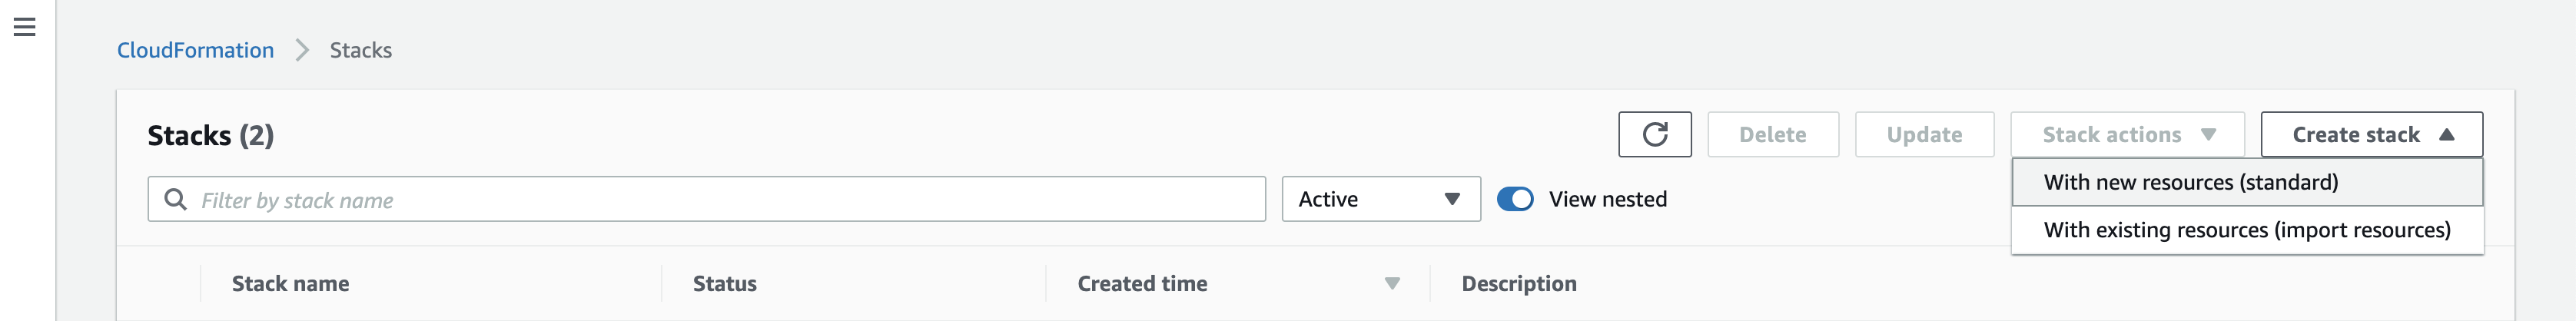 CloudFormation Stacks
Stacks (2)
Delete
Update
Stack actions
Create stack
With new resources (standard)
With existing resources (import resources)
Filter by stack name
Active
View nested
Stack name
Status
Created time
Description